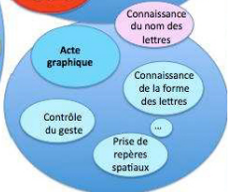 Connaissance
du nom des
lettres
Acte
graphique
Connaissance
de la forme
des lettres
Contrôle
du geste
...
Prise de
repères
spatiaux